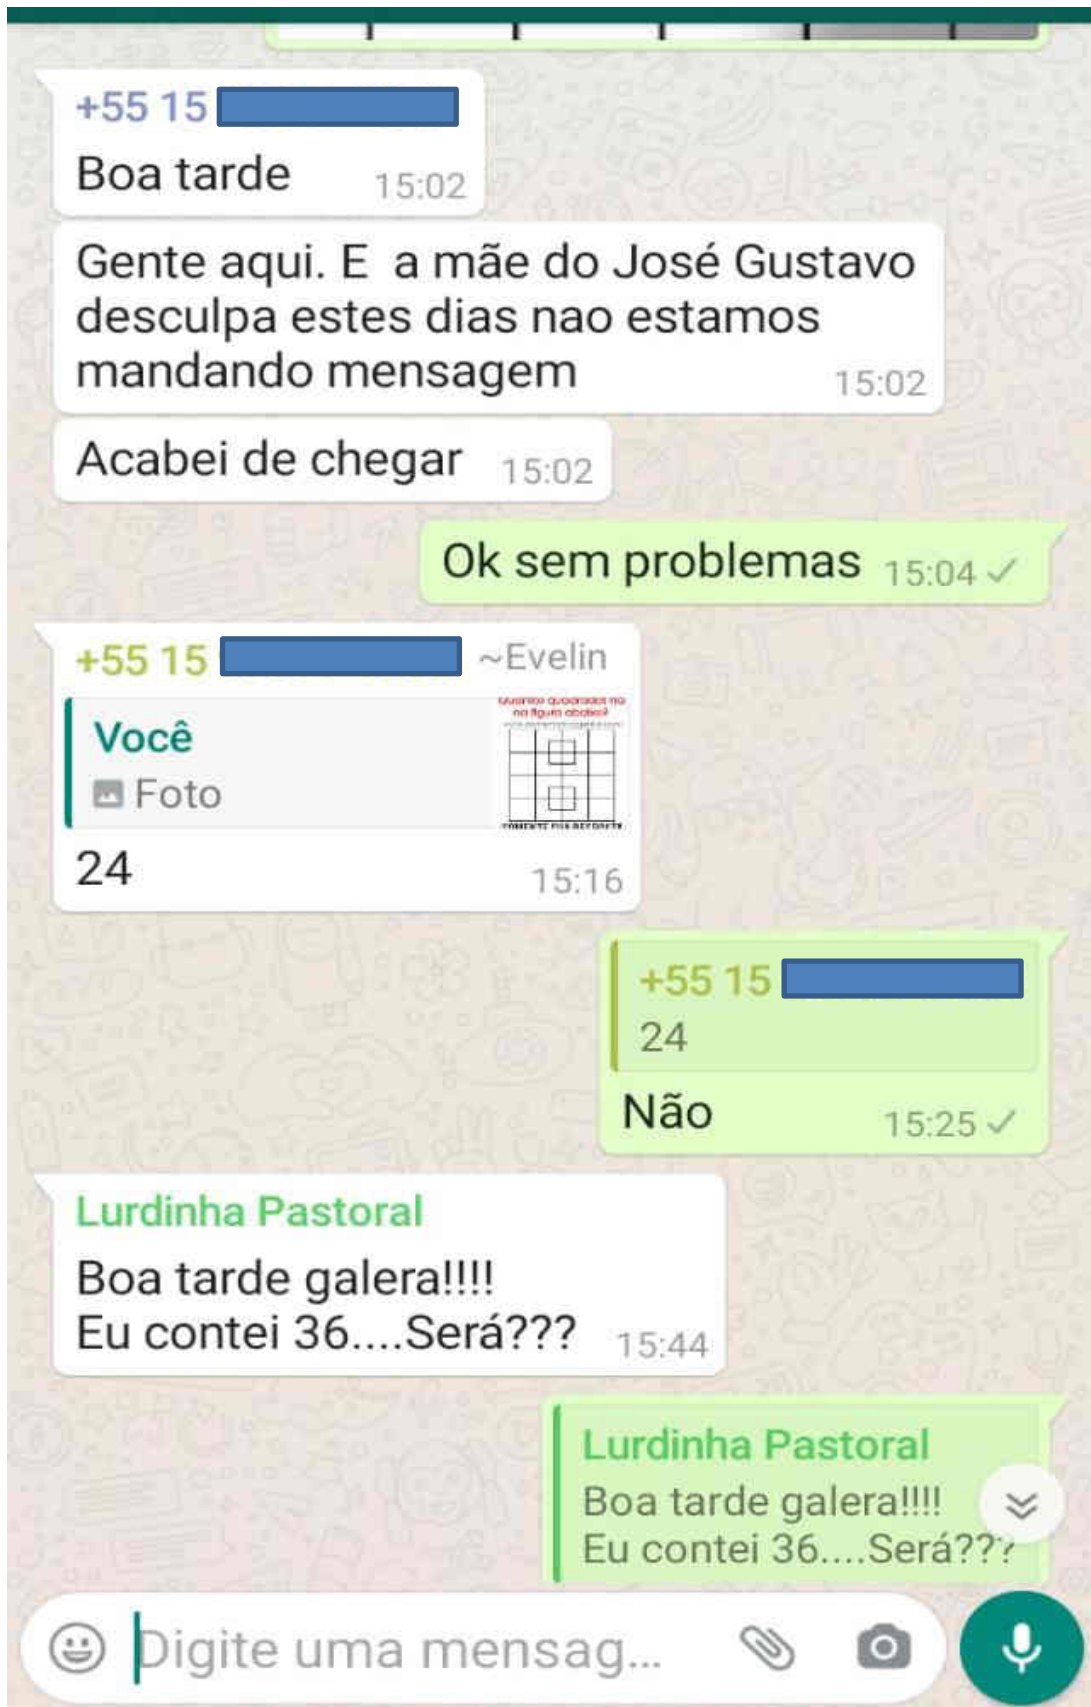 +55 15
Boa tarde 15:02
Gente aqui. E a mãe do José Gustavo
desculpa estes dias nao estamos
mandando mensagem 15:02
Acabei de chegar 15:02
Ok sem problemas 15:04
+55 15 ~Evelin
Você
Foto
na figura abaixo?
24 15:16
+55 15
24
Não 15:25
Lurdinha Pastoral
Boa tarde galera!!!!
Eu contei 36....Será??? 15:44
Lurdinha Pastoral
Boa tarde galera!!!!
Eu contei 36....Será???
Digite uma mensag...